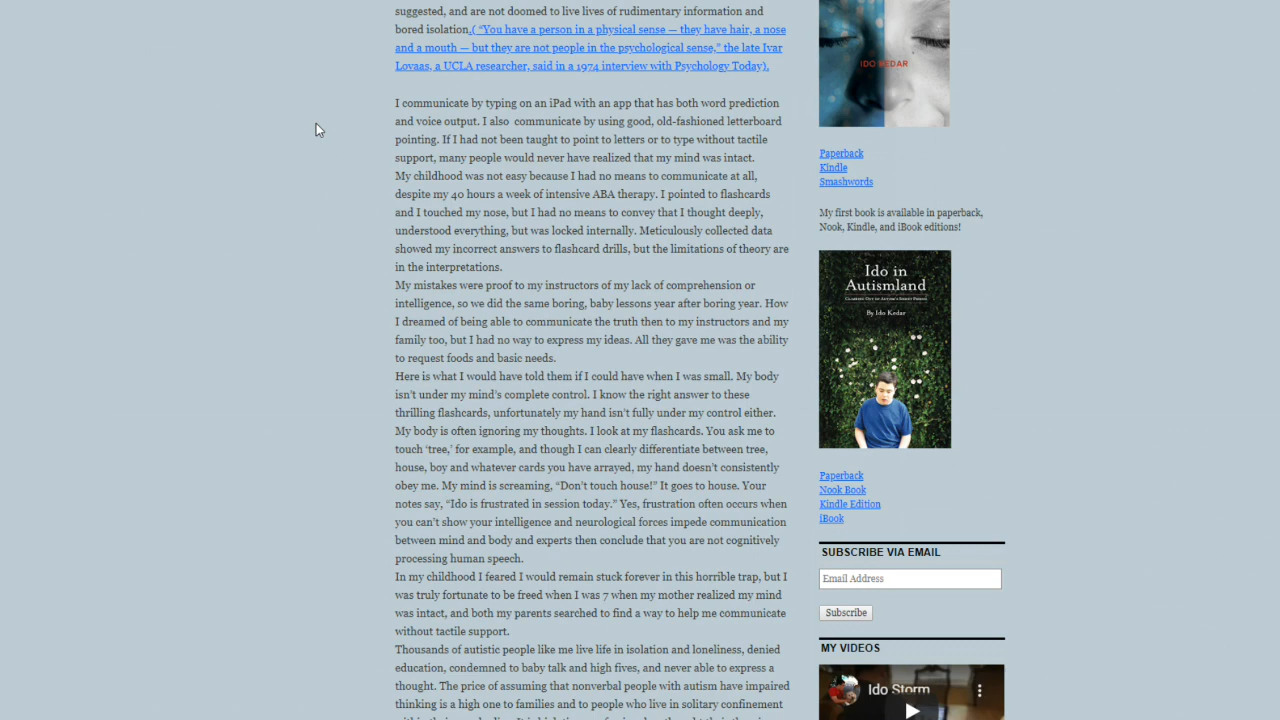 suggested, and are not doomed to live lives of rudimentary information and
bored isolation.( “You have a person in a physical sense — they have hair, a nose
and a mouth — but they are not people in the psychological sense,” the late Ivar
Lovaas, a UCLA researcher, said in a 1974 interview with Psychology Today).
I communicate by typing on an iPad with an app that has both word prediction
and voice output. I also  communicate by using good, old-fashioned letterboard
pointing. If I had not been taught to point to letters or to type without tactile
support, many people would never have realized that my mind was intact.
My childhood was not easy because I had no means to communicate at all,
despite my 40 hours a week of intensive ABA therapy. I pointed to flashcards
and I touched my nose, but I had no means to convey that I thought deeply,
understood everything, but was locked internally. Meticulously collected data
showed my incorrect answers to flashcard drills, but the limitations of theory are
in the interpretations.
My mistakes were proof to my instructors of my lack of comprehension or
intelligence, so we did the same boring, baby lessons year after boring year. How
I dreamed of being able to communicate the truth then to my instructors and my
family too, but I had no way to express my ideas. All they gave me was the ability
to request foods and basic needs.
Here is what I would have told them if I could have when I was small. My body
isn’t under my mind’s complete control. I know the right answer to these
thrilling flashcards, unfortunately my hand isn’t fully under my control either.
My body is often ignoring my thoughts. I look at my flashcards. You ask me to
touch ‘tree,’ for example, and though I can clearly differentiate between tree,
house, boy and whatever cards you have arrayed, my hand doesn’t consistently
obey me. My mind is screaming, “Don’t touch house!” It goes to house. Your
notes say, “Ido is frustrated in session today.” Yes, frustration often occurs when
you can’t show your intelligence and neurological forces impede communication
between mind and body and experts then conclude that you are not cognitively
processing human speech.
In my childhood I feared I would remain stuck forever in this horrible trap, but I
was truly fortunate to be freed when I was 7 when my mother realized my mind
was intact, and both my parents searched to find a way to help me communicate
without tactile support.
Thousands of autistic people like me live life in isolation and loneliness, denied
education, condemned to baby talk and high fives, and never able to express a
thought. The price of assuming that nonverbal people with autism have impaired
thinking is a high one to families and to people who live in solitary confinement
IDO KEDAR
Paperback
Kindle
Smashwords
My first book is available in paperback,
Nook, Kindle, and iBook editions!
Ido in
Autismland
By Ido Kedar
Paperback
Nook Book
Kindle Edition
iBook
SUBSCRIBE VIA EMAIL
Email Address
Subscribe
MY VIDEOS
Ido Storm